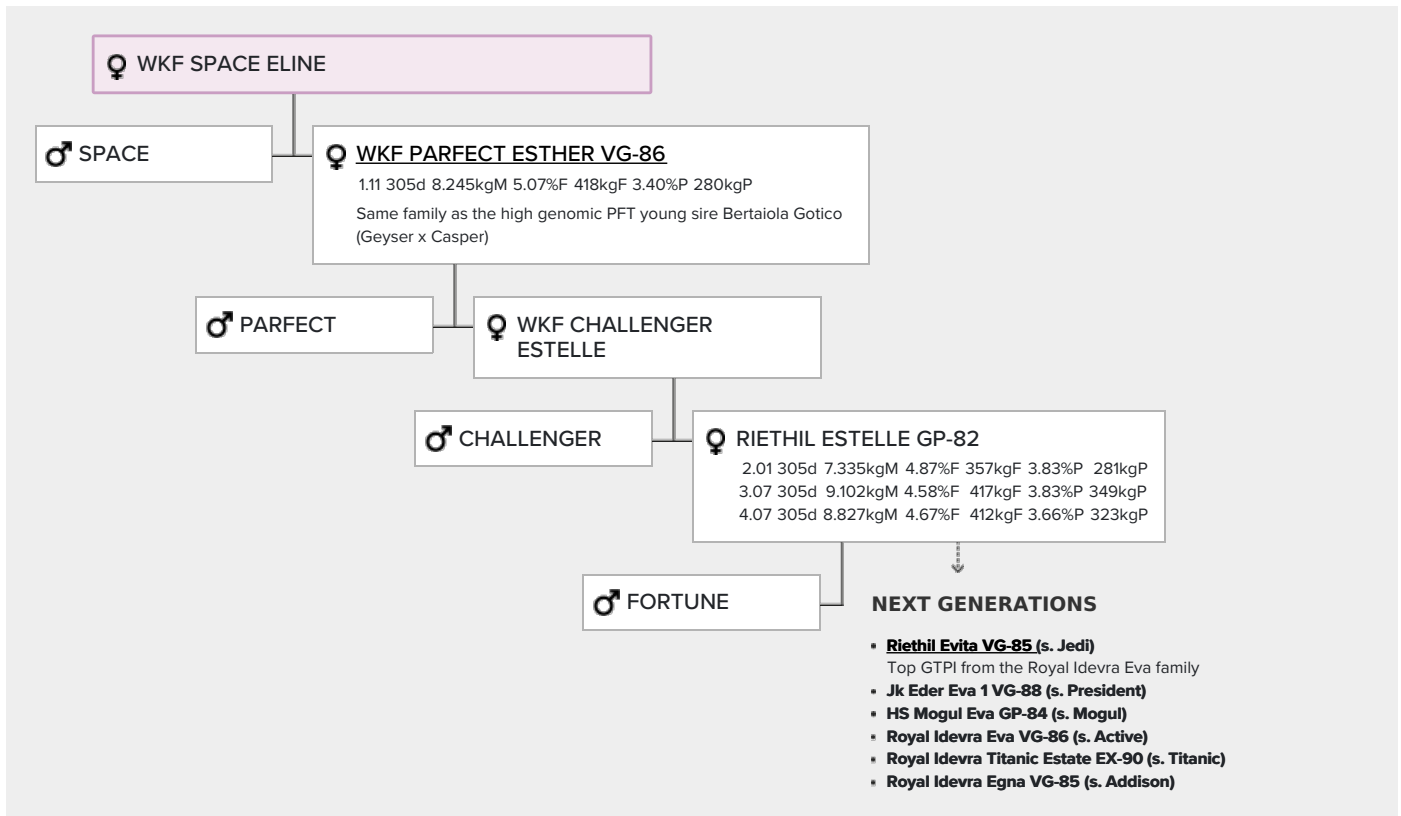 WKF SPACE ELINE
SPACE
WKF PARFECT ESTHER VG-86
1.11 305d 8.245kgM 5.07%F 418kgF 3.40%P 280kgP
Same family as the high genomic PFT young sire Bertaiola Gotico
(Geyser x Casper)
PARFECT
WKF CHALLENGER
ESTELLE
CHALLENGER
RIETHIL ESTELLE GP-82
2.01 305d 7.335kgM 4.87%F 357kgF 3.83%P 281kgP
3.07 305d 9.102kgM 4.58%F 417kgF 3.83%P 349kgP
4.07 305d 8.827kgM 4.67%F 412kgF 3.66%P 323kgP
FORTUNE
NEXT GENERATIONS
Riethil Evita VG-85 (s. Jedi)
Top GTPI from the Royal Idevra Eva family
Jk Eder Eva 1 VG-88 (s. President)
HS Mogul Eva GP-84 (s. Mogul)
Royal Idevra Eva VG-86 (s. Active)
Royal Idevra Titanic Estate EX-90 (s. Titanic)
Royal Idevra Egna VG-85 (s. Addison)